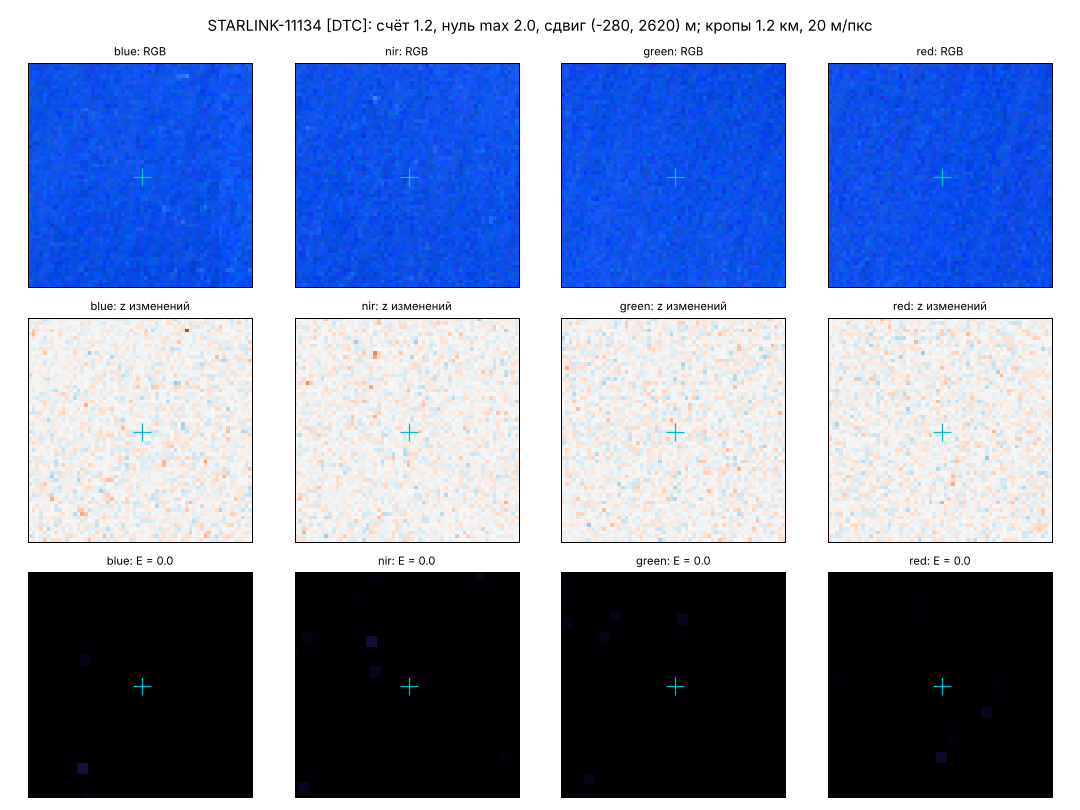 STARLINK-11134 [DTC]: счёт 1.2, нуль max 2.0, сдвиг (-280, 2620) м; кропы 1.2 км, 20 м/пкс
blue: RGB
nir: RGB
green: RGB
red: RGB
blue: z изменений
nir: z изменений
green: z изменений
red: z изменений
blue: E = 0.0
nir: E = 0.0
green: E = 0.0
red: E = 0.0